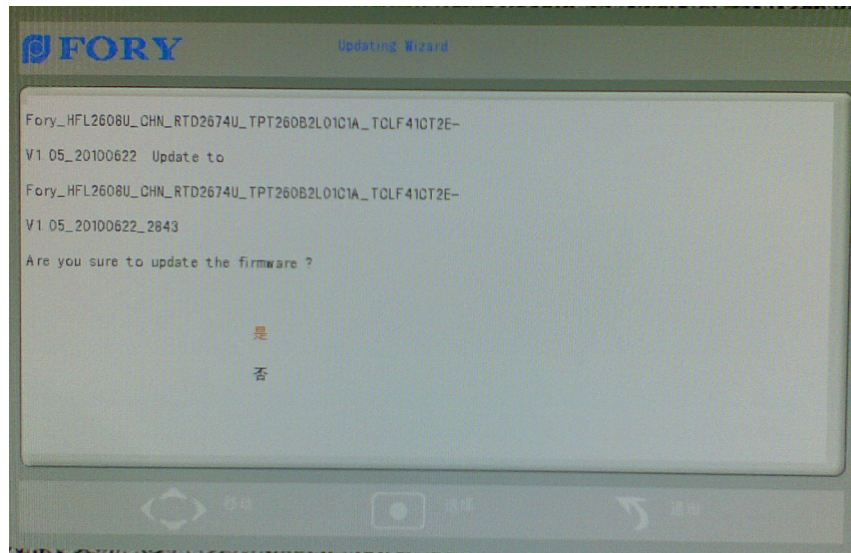 FORY
Updating Wizard
Fory_HFL2608U_CHN_RTD2674U_TPT260B2L01C1A_TCLF41CT2E-
V1.05_20100622 Update to
Fory_HFL2608U_CHN_RTD2674U_TPT260B2L01C1A_TCLF41CT2E-
V1.05_20100622_2843
Are you sure to update the firmware ?
是
否